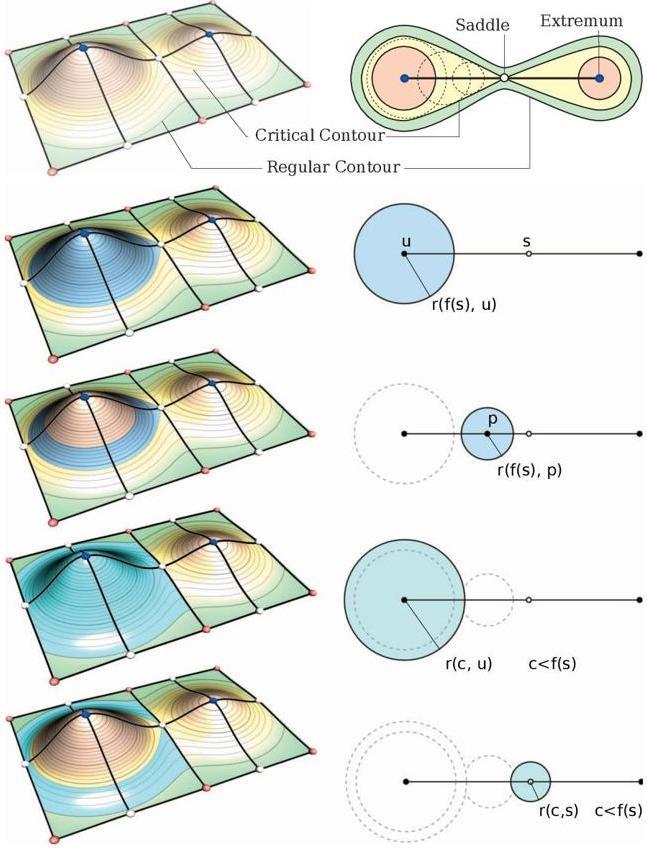 Saddle
Extremum
Critical Contour
Regular Contour
u
s
r(f(s), u)
p
r(f(s), p)
r(c, u)
c<f(s)
r(c,s)
c<f(s)